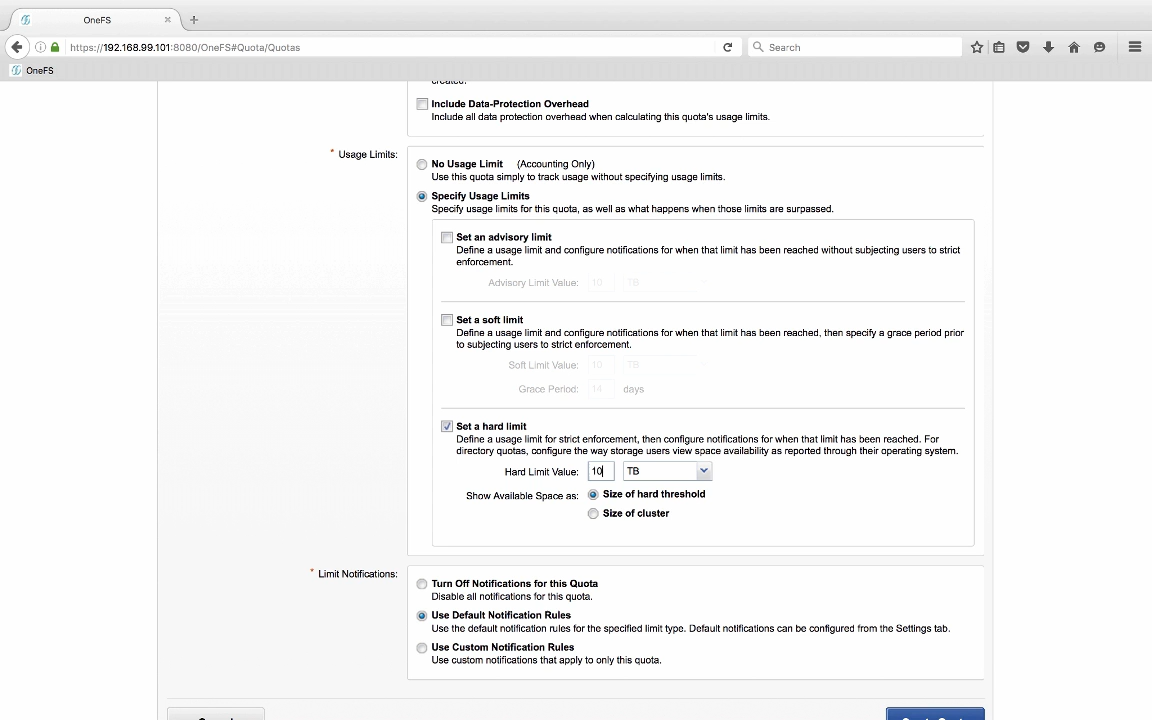 OneFS
https://192.168.99.101:8080/OneFS#Quota/Quotas
Search
OneFS
created.
Include Data-Protection Overhead
Include all data protection overhead when calculating this quota's usage limits.
* Usage Limits:
No Usage Limit (Accounting Only)
Use this quota simply to track usage without specifying usage limits.
Specify Usage Limits
Specify usage limits for this quota, as well as what happens when those limits are surpassed.
Set an advisory limit
Define a usage limit and configure notifications for when that limit has been reached without subjecting users to strict
enforcement.
Advisory Limit Value: 10 TB
Set a soft limit
Define a usage limit and configure notifications for when that limit has been reached, then specify a grace period prior
to subjecting users to strict enforcement.
Soft Limit Value: 10 TB
Grace Period: 14 days
Set a hard limit
Define a usage limit for strict enforcement, then configure notifications for when that limit has been reached. For
directory quotas, configure the way storage users view space availability as reported through their operating system.
Hard Limit Value: 10 TB
Show Available Space as: Size of hard threshold
Size of cluster
* Limit Notifications:
Turn Off Notifications for this Quota
Disable all notifications for this quota.
Use Default Notification Rules
Use the default notification rules for the specified limit type. Default notifications can be configured from the Settings tab.
Use Custom Notification Rules
Use custom notifications that apply to only this quota.